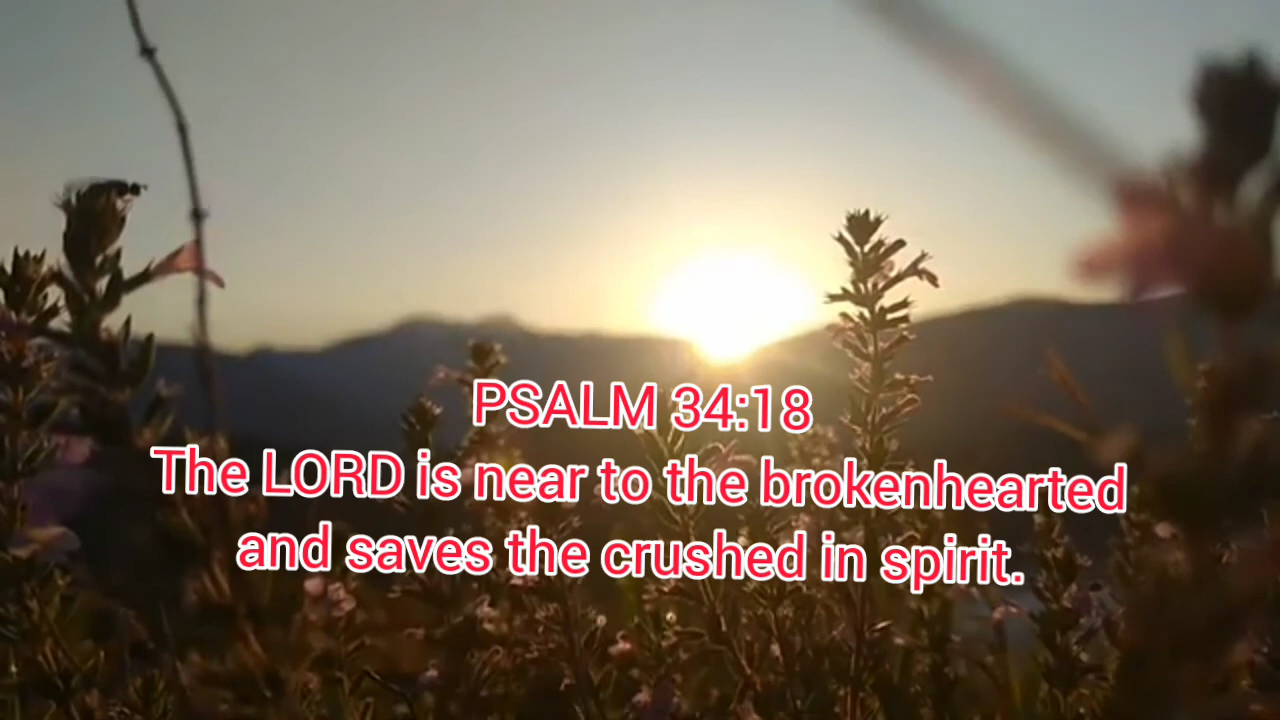 PSALM 34:18
The LORD is near to the brokenhearted
and saves the crushed in spirit.